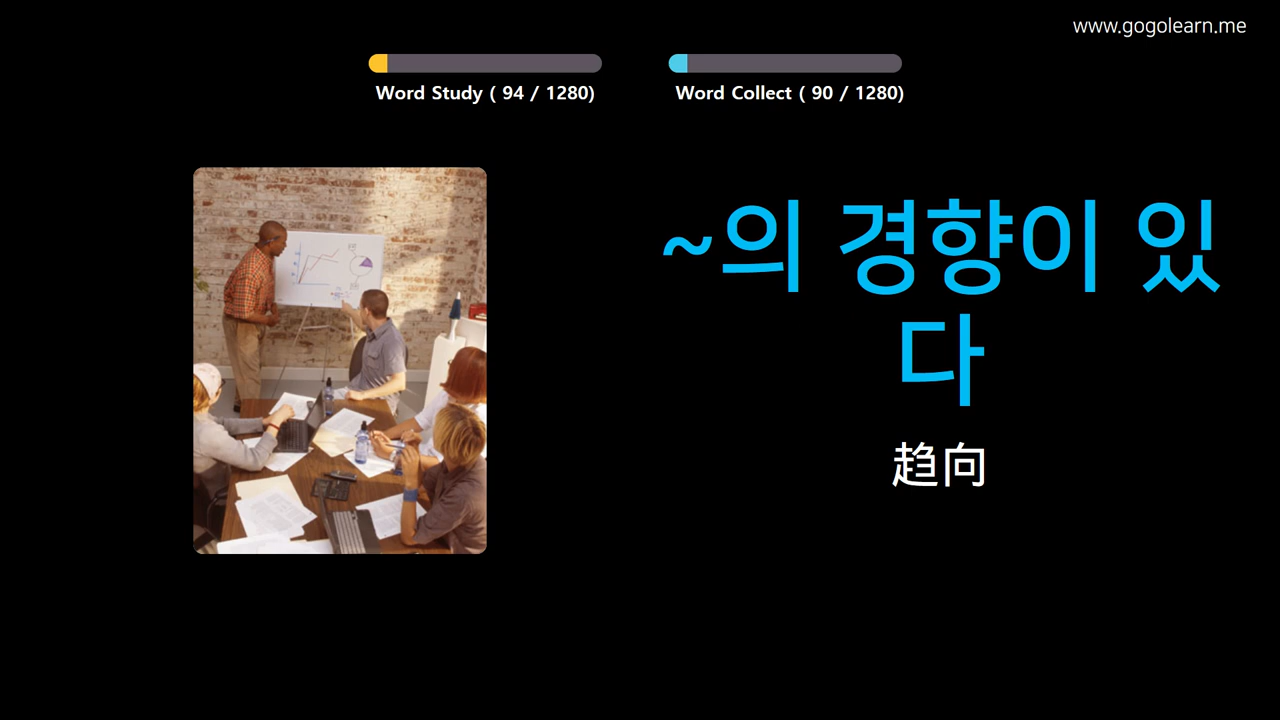 www.gogolearn.me
Word Study ( 94 / 1280)
Word Collect ( 90 / 1280)
~의 경향이 있
다
趋向